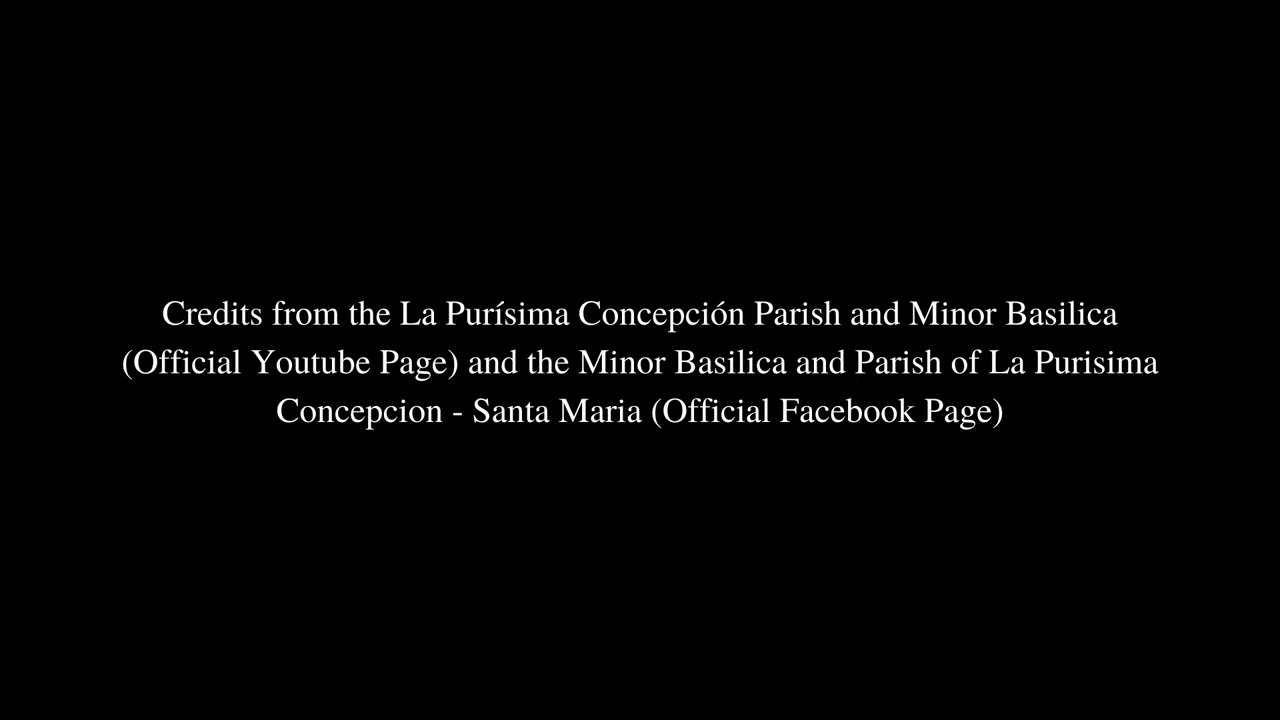 Credits from the La Purísima Concepción Parish and Minor Basilica
(Official Youtube Page) and the Minor Basilica and Parish of La Purisima
Concepcion - Santa Maria (Official Facebook Page)